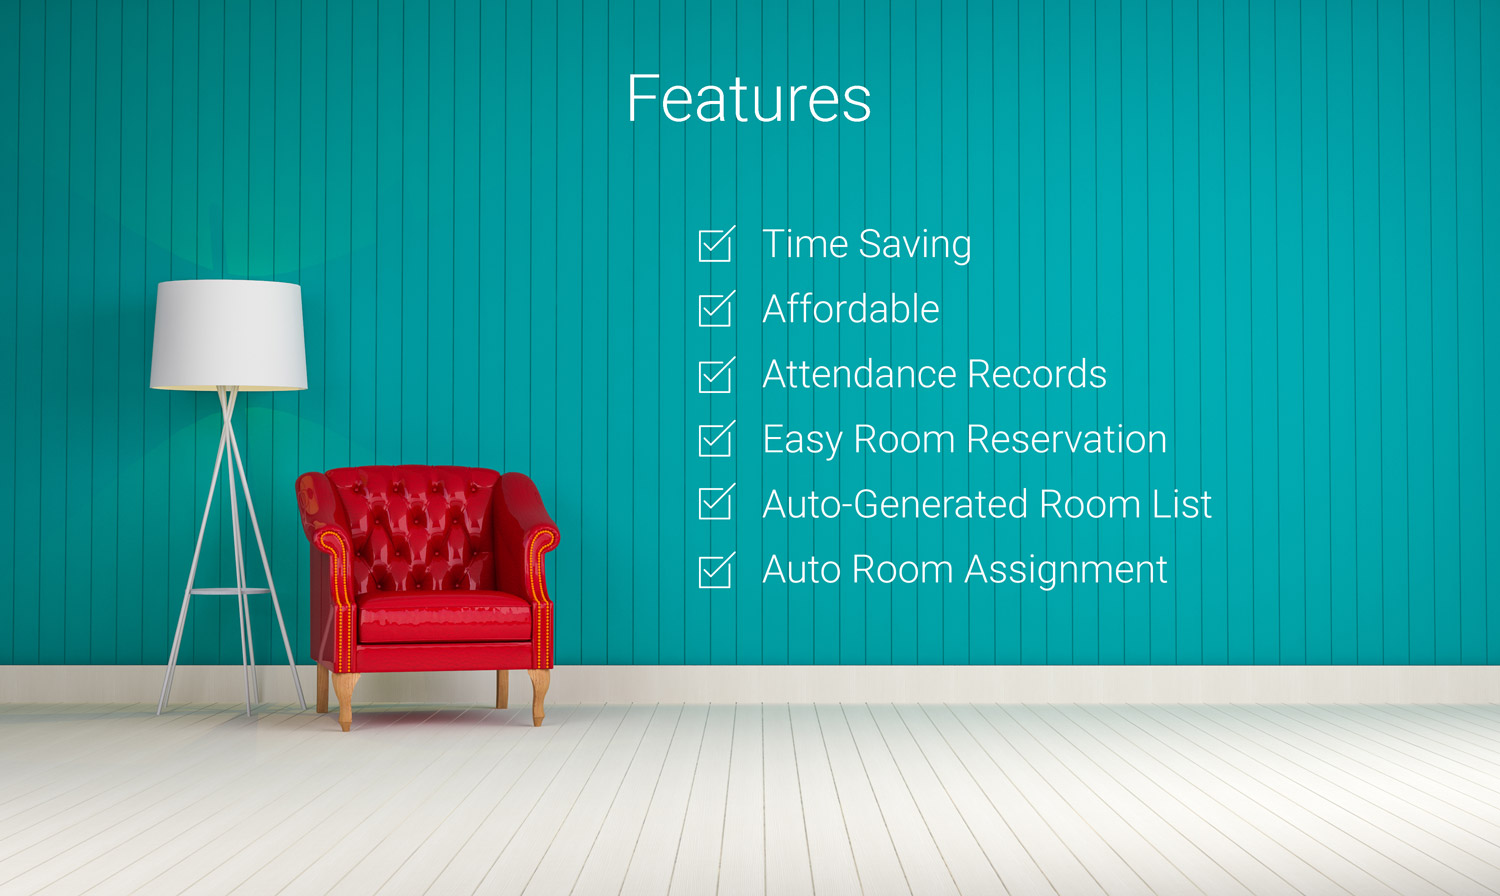 Features
Time Saving
Affordable
Attendance Records
Easy Room Reservation
Auto-Generated Room List
Auto Room Assignment